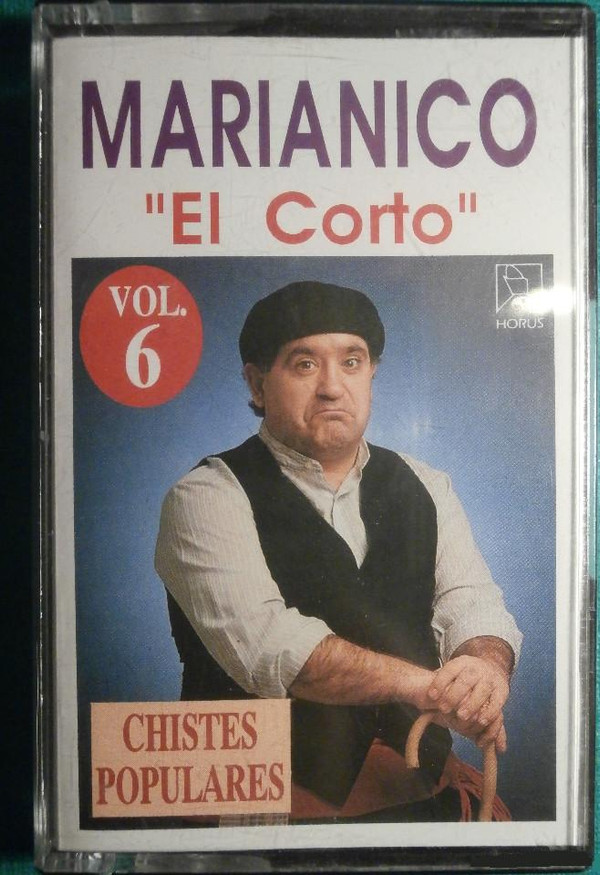 MARIANICO
"El Corto"
VOL.
6
HORUS
CHISTES
POPULARES